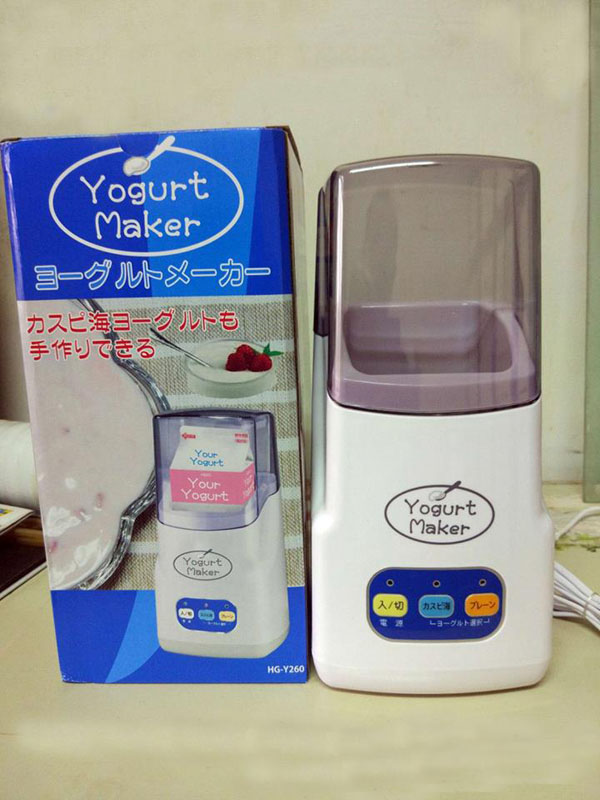 Yogurt
Maker
ヨーグルトメーカー
カスピ海ヨーグルトも
手作りできる
Your
Yogurt
Your
Yogurt
Yogurt
Maker
入/切
HG-Y260
Yogurt
Maker
入/切 カスピ海 プレーン
電源 ヨーグルト選択